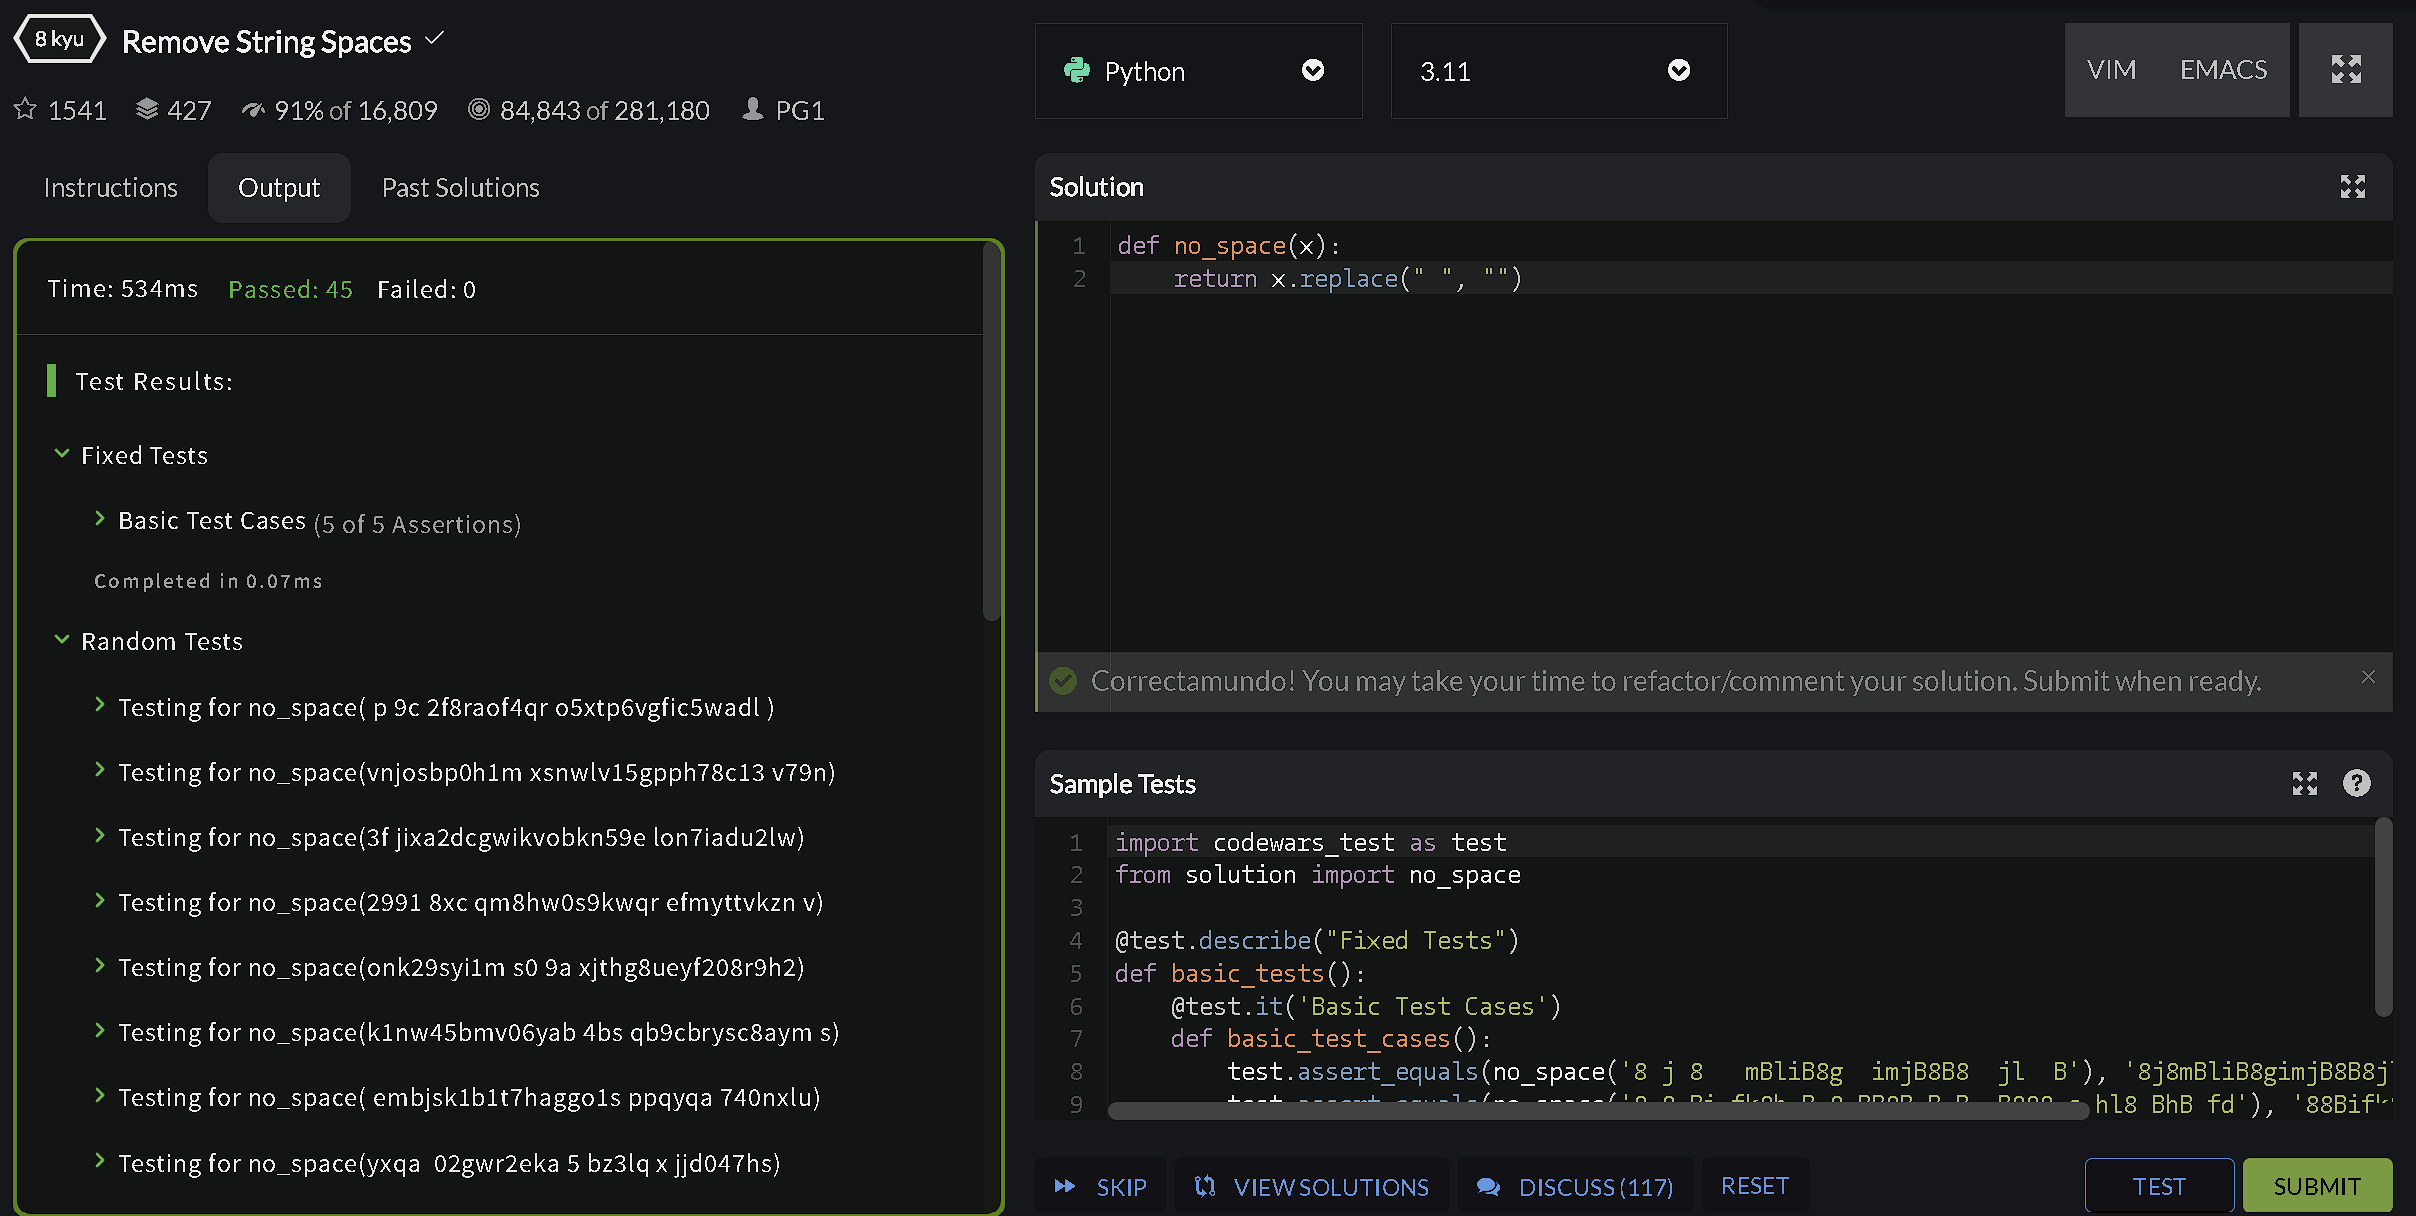 8 kyu Remove String Spaces
1541 427 91% of 16,809 84,843 of 281,180 PG1
Instructions Output Past Solutions
Time: 534ms Passed: 45 Failed: 0
Test Results:
Fixed Tests
Basic Test Cases (5 of 5 Assertions)
Completed in 0.07ms
Random Tests
Testing for no_space( p 9c 2f8raof4qr o5xtp6vgfic5wadl )
Testing for no_space(vnjosbp0h1m xsnwlv15gpph78c13 v79n)
Testing for no_space(3f jixa2dcgwikvobkn59e lon7iadu2lw)
Testing for no_space(2991 8xc qm8hw0s9kwqr efmyttvkzn v)
Testing for no_space(onk29syi1m s0 9a xjthg8ueyf208r9h2)
Testing for no_space(k1nw45bmv06yab 4bs qb9cbrysc8aym s)
Testing for no_space( embjsk1b1t7haggo1s ppqyqa 740nxlu)
Testing for no_space(yxqa  02gwr2eka 5 bz3lq x jjd047hs)
Python 3.11 VIM EMACS
Solution
1 def no_space(x):
2     return x.replace(" ", "")
Correctamundo! You may take your time to refactor/comment your solution. Submit when ready.
Sample Tests
1 import codewars_test as test
2 from solution import no_space
3
4 @test.describe("Fixed Tests")
5 def basic_tests():
6     @test.it('Basic Test Cases')
7     def basic_test_cases():
8         test.assert_equals(no_space('8 j 8   mBliB8g  imjB8B8  jl  B'), '8j8mBliB8gimjB8B8j
9 hl8 BhB fd'), '88Bifk
SKIP VIEW SOLUTIONS DISCUSS (117) RESET TEST SUBMIT